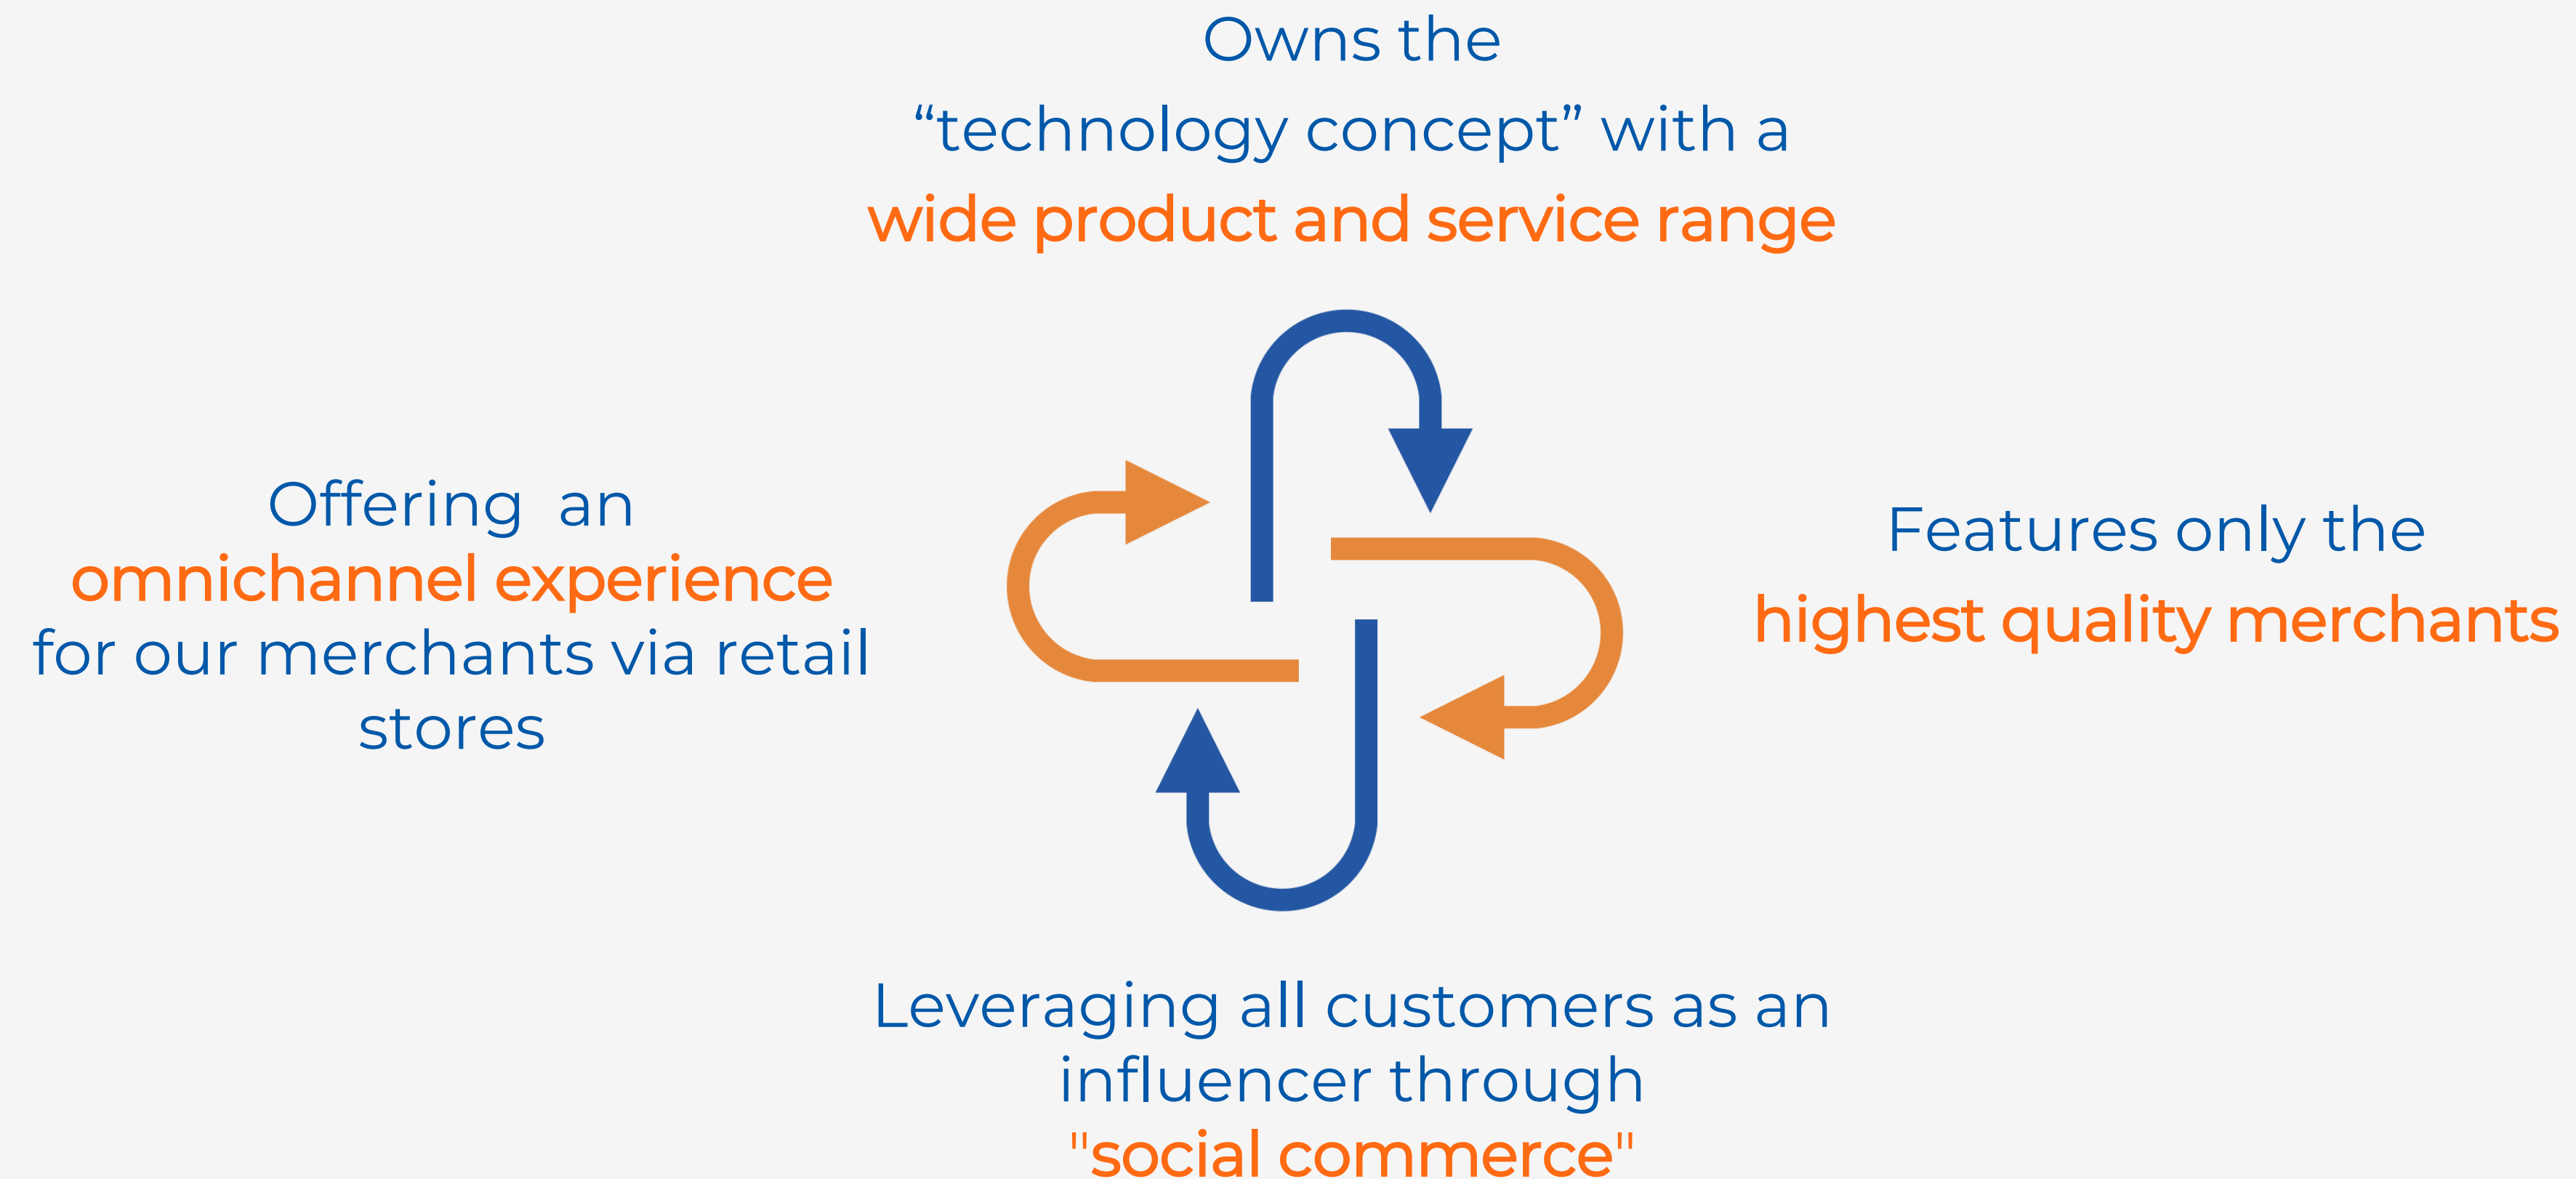 Owns the
“technology concept” with a
wide product and service range
Offering  an
omnichannel experience
for our merchants via retail
stores
Features only the
highest quality merchants
Leveraging all customers as an
influencer through
"social commerce"